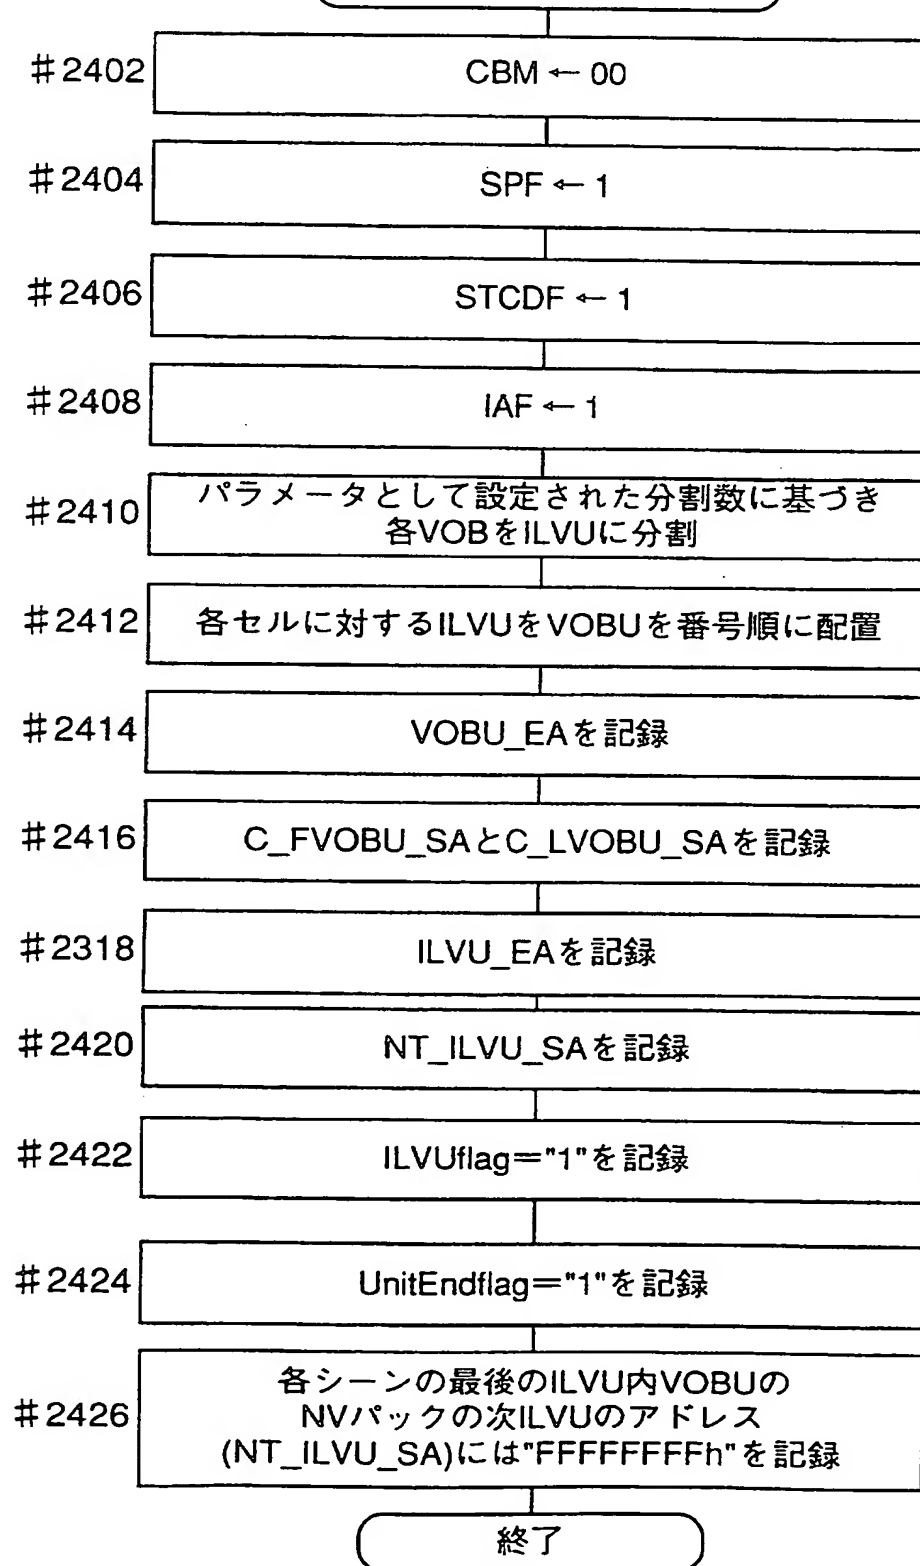 #2402 CBM ← 00
#2404 SPF ← 1
#2406 STCDF ← 1
#2408 IAF ← 1
#2410 パラメータとして設定された分割数に基づき
各VOBをILVUに分割
#2412 各セルに対するILVUをVOBUを番号順に配置
#2414 VOBU_EAを記録
#2416 C_FVOBU_SAとC_LVOBU_SAを記録
#2318 ILVU_EAを記録
#2420 NT_ILVU_SAを記録
#2422 ILVUflag="1"を記録
#2424 UnitEndflag="1"を記録
#2426 各シーンの最後のILVU内VOBUの
NVパックの次ILVUのアドレス
(NT_ILVU_SA)には"FFFFFFFFh"を記録
終了